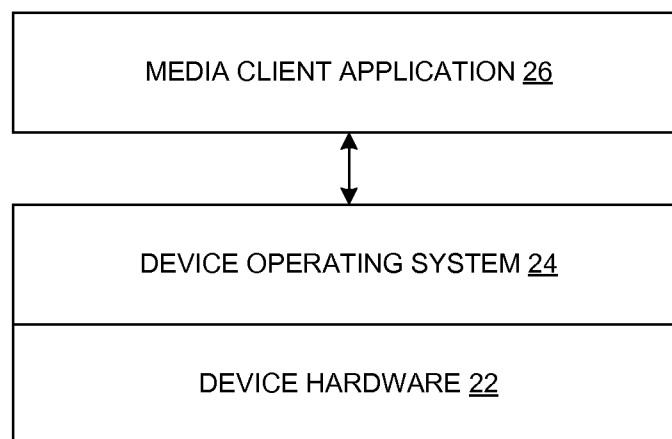 MEDIA CLIENT APPLICATION 26
DEVICE OPERATING SYSTEM 24
DEVICE HARDWARE 22